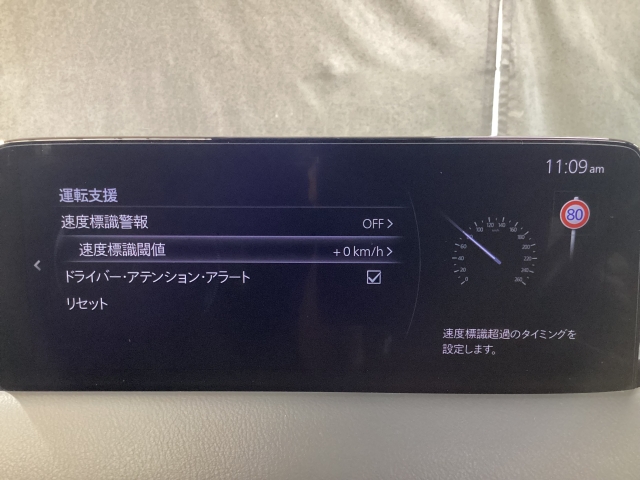 11:09 am
運転支援
速度標識警報 OFF >
速度標識閾値 +0 km/h >
ドライバー・アテンション・アラート
リセット
80
速度標識超過のタイミングを
設定します。